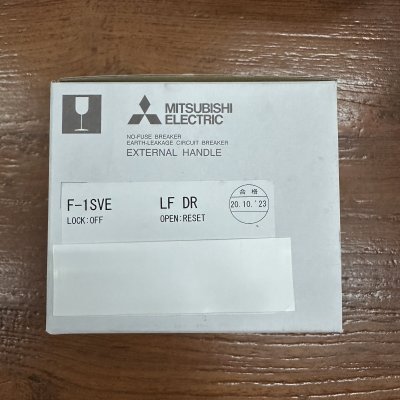 MITSUBISHI
ELECTRIC
NO-FUSE BREAKER
EARTH-LEAKAGE CIRCUIT BREAKER
EXTERNAL HANDLE
F-1SVE LF DR
LOCK:OFF OPEN:RESET
合格
20.10.'23